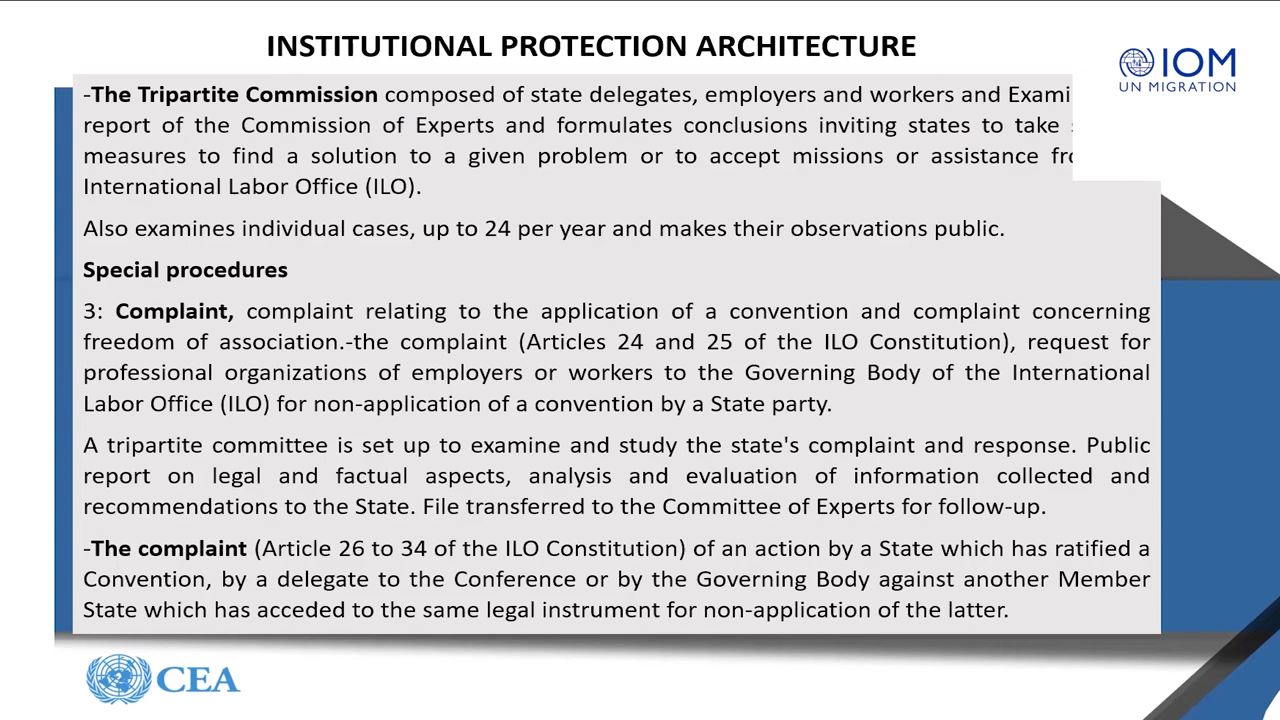 INSTITUTIONAL PROTECTION ARCHITECTURE
IOM
UN MIGRATION
-The Tripartite Commission composed of state delegates, employers and workers and
report of the Commission of Experts and formulates conclusions inviting states to take
measures to find a solution to a given problem or to accept missions or assistance
International Labor Office (ILO).
Also examines individual cases, up to 24 per year and makes their observations public.
Special procedures
3: Complaint, complaint relating to the application of a convention and complaint concerning
freedom of association.-the complaint (Articles 24 and 25 of the ILO Constitution), request for
professional organizations of employers or workers to the Governing Body of the International
Labor Office (ILO) for non-application of a convention by a State party.
A tripartite committee is set up to examine and study the state's complaint and response. Public
report on legal and factual aspects, analysis and evaluation of information collected and
recommendations to the State. File transferred to the Committee of Experts for follow-up.
-The complaint (Article 26 to 34 of the ILO Constitution) of an action by a State which has ratified a
Convention, by a delegate to the Conference or by the Governing Body against another Member
State which has acceded to the same legal instrument for non-application of the latter.
CEA